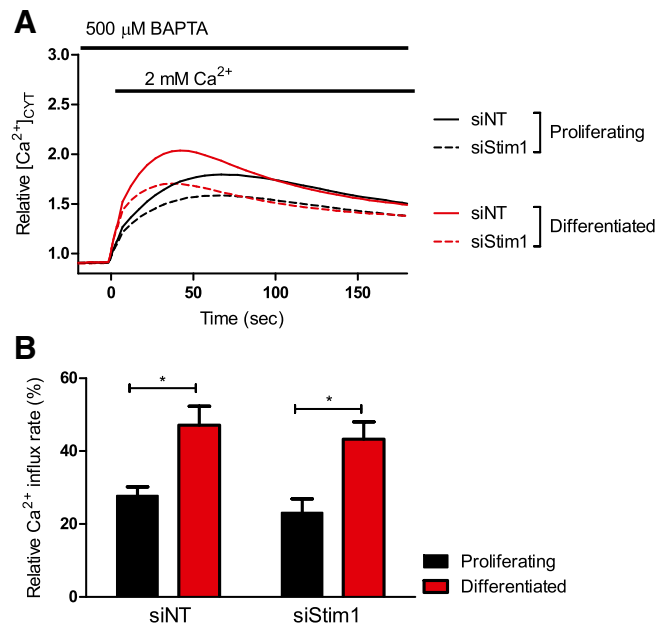 A
500 μM BAPTA
2 mM Ca²⁺
3.0
2.5
2.0
1.5
1.0
Relative [Ca²⁺]CYT
0
50
100
150
Time (sec)
siNT
siStim1
Proliferating
siNT
siStim1
Differentiated
B
60
40
20
0
Relative Ca²⁺ influx rate (%)
*
*
siNT
siStim1
Proliferating
Differentiated